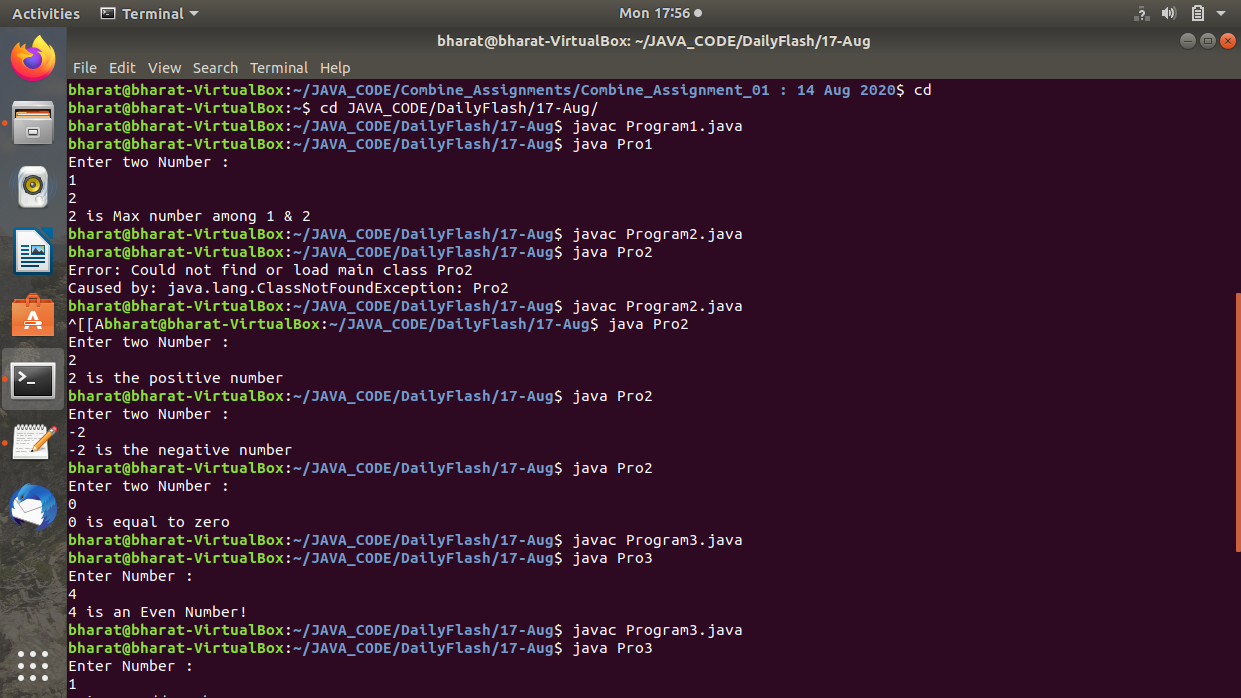 Activities Terminal Mon 17:56
bharat@bharat-VirtualBox: ~/JAVA_CODE/DailyFlash/17-Aug
File Edit View Search Terminal Help
bharat@bharat-VirtualBox:~/JAVA_CODE/Combine_Assignments/Combine_Assignment_01 : 14 Aug 2020$ cd
bharat@bharat-VirtualBox:~$ cd JAVA_CODE/DailyFlash/17-Aug/
bharat@bharat-VirtualBox:~/JAVA_CODE/DailyFlash/17-Aug$ javac Program1.java
bharat@bharat-VirtualBox:~/JAVA_CODE/DailyFlash/17-Aug$ java Pro1
Enter two Number :
1
2
2 is Max number among 1 & 2
bharat@bharat-VirtualBox:~/JAVA_CODE/DailyFlash/17-Aug$ javac Program2.java
bharat@bharat-VirtualBox:~/JAVA_CODE/DailyFlash/17-Aug$ java Pro2
Error: Could not find or load main class Pro2
Caused by: java.lang.ClassNotFoundException: Pro2
bharat@bharat-VirtualBox:~/JAVA_CODE/DailyFlash/17-Aug$ javac Program2.java
^[[Abharat@bharat-VirtualBox:~/JAVA_CODE/DailyFlash/17-Aug$ java Pro2
Enter two Number :
2
2 is the positive number
bharat@bharat-VirtualBox:~/JAVA_CODE/DailyFlash/17-Aug$ java Pro2
Enter two Number :
-2
-2 is the negative number
bharat@bharat-VirtualBox:~/JAVA_CODE/DailyFlash/17-Aug$ java Pro2
Enter two Number :
0
0 is equal to zero
bharat@bharat-VirtualBox:~/JAVA_CODE/DailyFlash/17-Aug$ javac Program3.java
bharat@bharat-VirtualBox:~/JAVA_CODE/DailyFlash/17-Aug$ java Pro3
Enter Number :
4
4 is an Even Number!
bharat@bharat-VirtualBox:~/JAVA_CODE/DailyFlash/17-Aug$ javac Program3.java
bharat@bharat-VirtualBox:~/JAVA_CODE/DailyFlash/17-Aug$ java Pro3
Enter Number :
1